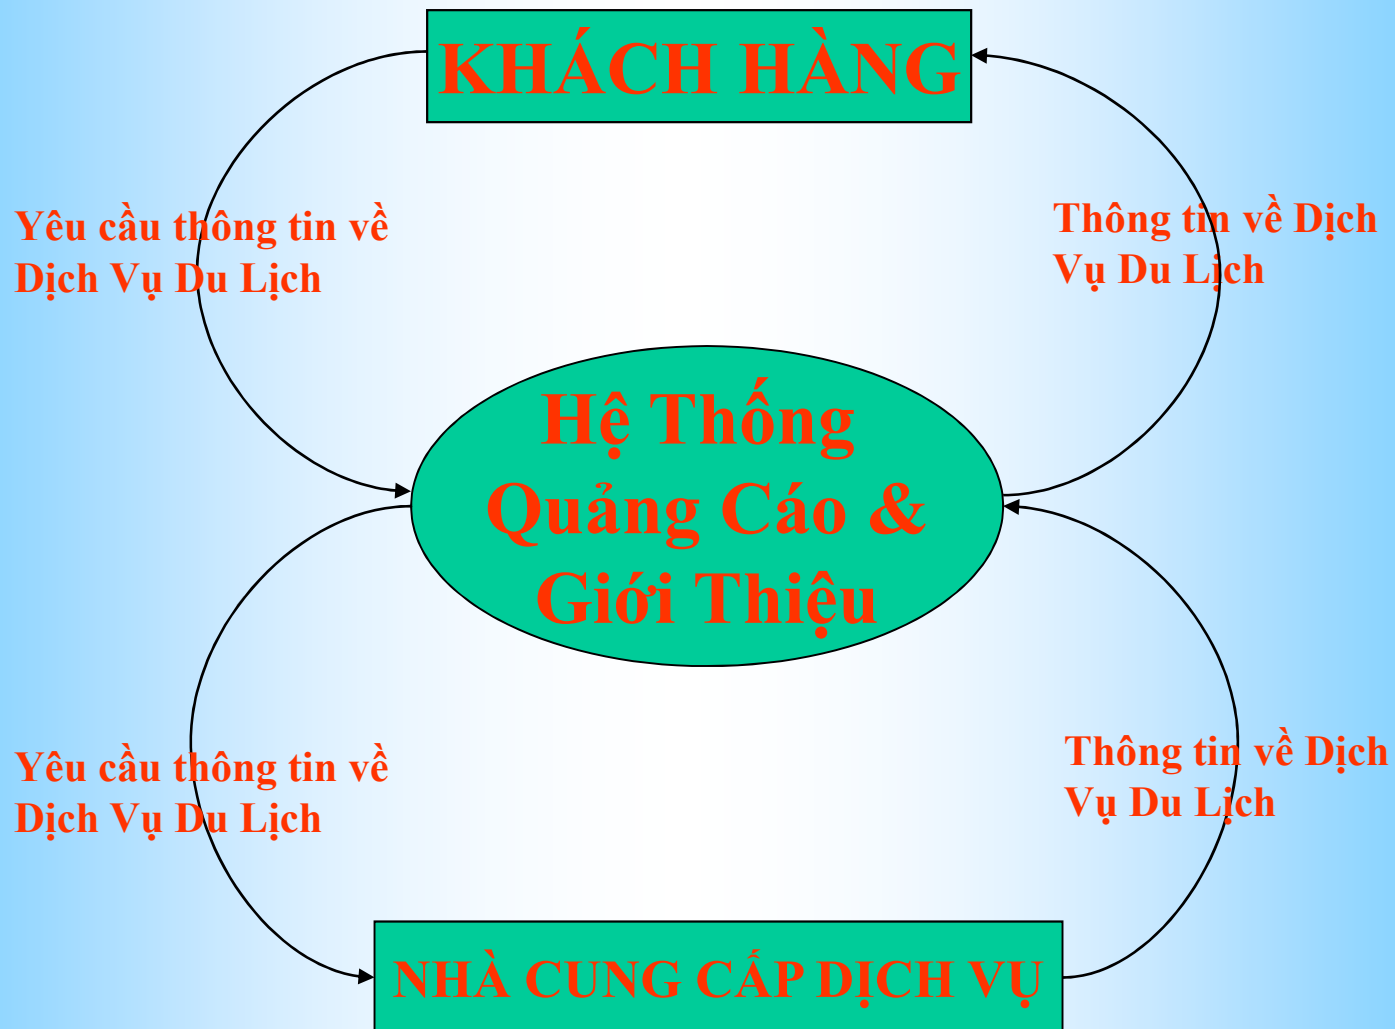 KHÁCH HÀNG
Yêu cầu thông tin về
Dịch Vụ Du Lịch
Thông tin về Dịch
Vụ Du Lịch
Hệ Thống
Quảng Cáo &
Giới Thiệu
Yêu cầu thông tin về
Dịch Vụ Du Lịch
Thông tin về Dịch
Vụ Du Lịch
NHÀ CUNG CẤP DỊCH VỤ